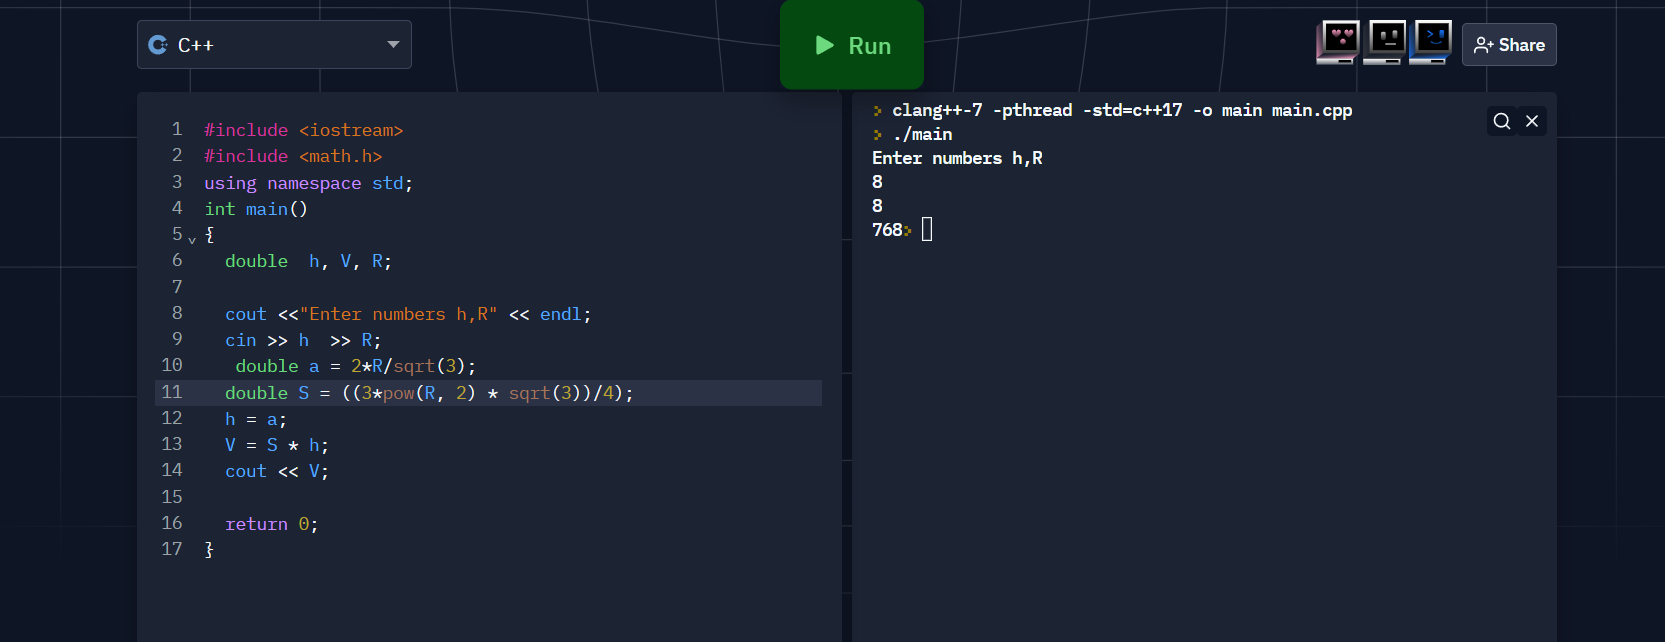 C++
Run
Share
1 #include <iostream>
2 #include <math.h>
3 using namespace std;
4 int main()
5 {
6   double  h, V, R;
7
8   cout <<"Enter numbers h,R" << endl;
9   cin >> h  >> R;
10    double a = 2*R/sqrt(3);
11   double S = ((3*pow(R, 2) * sqrt(3))/4);
12   h = a;
13   V = S * h;
14   cout << V;
15
16   return 0;
17 }
clang++-7 -pthread -std=c++17 -o main main.cpp
./main
Enter numbers h,R
8
8
768